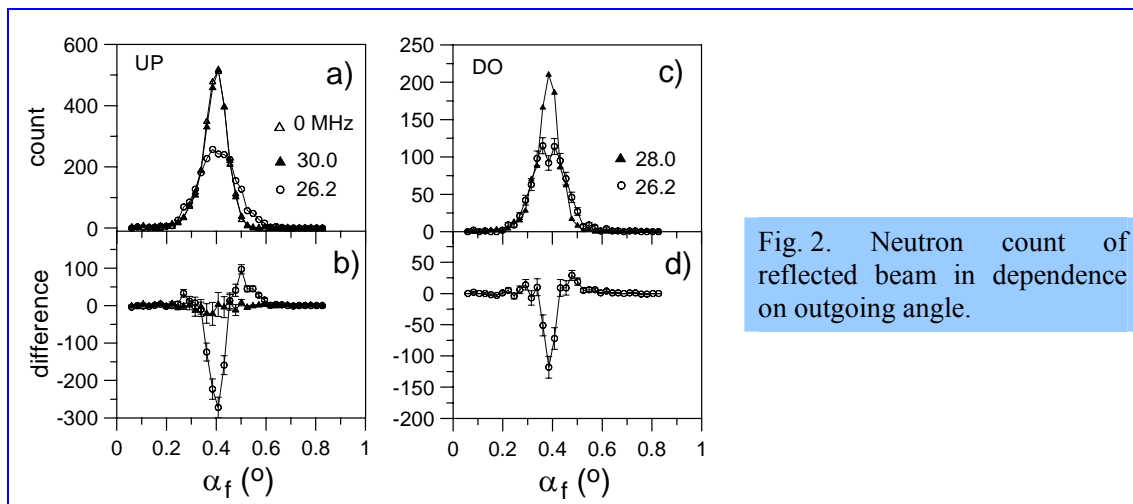 600
500
400
300
200
100
0
count
UP
a)
△ 0 MHz
▲ 30.0
○ 26.2
100
0
-100
-200
-300
difference
b)
0 0.2 0.4 0.6 0.8 1
αf (o)
250
200
150
100
50
0
DO
c)
▲ 28.0
○ 26.2
50
0
-50
-100
-150
-200
d)
0 0.2 0.4 0.6 0.8 1
αf (o)
Fig. 2. Neutron count of
reflected beam in dependence
on outgoing angle.